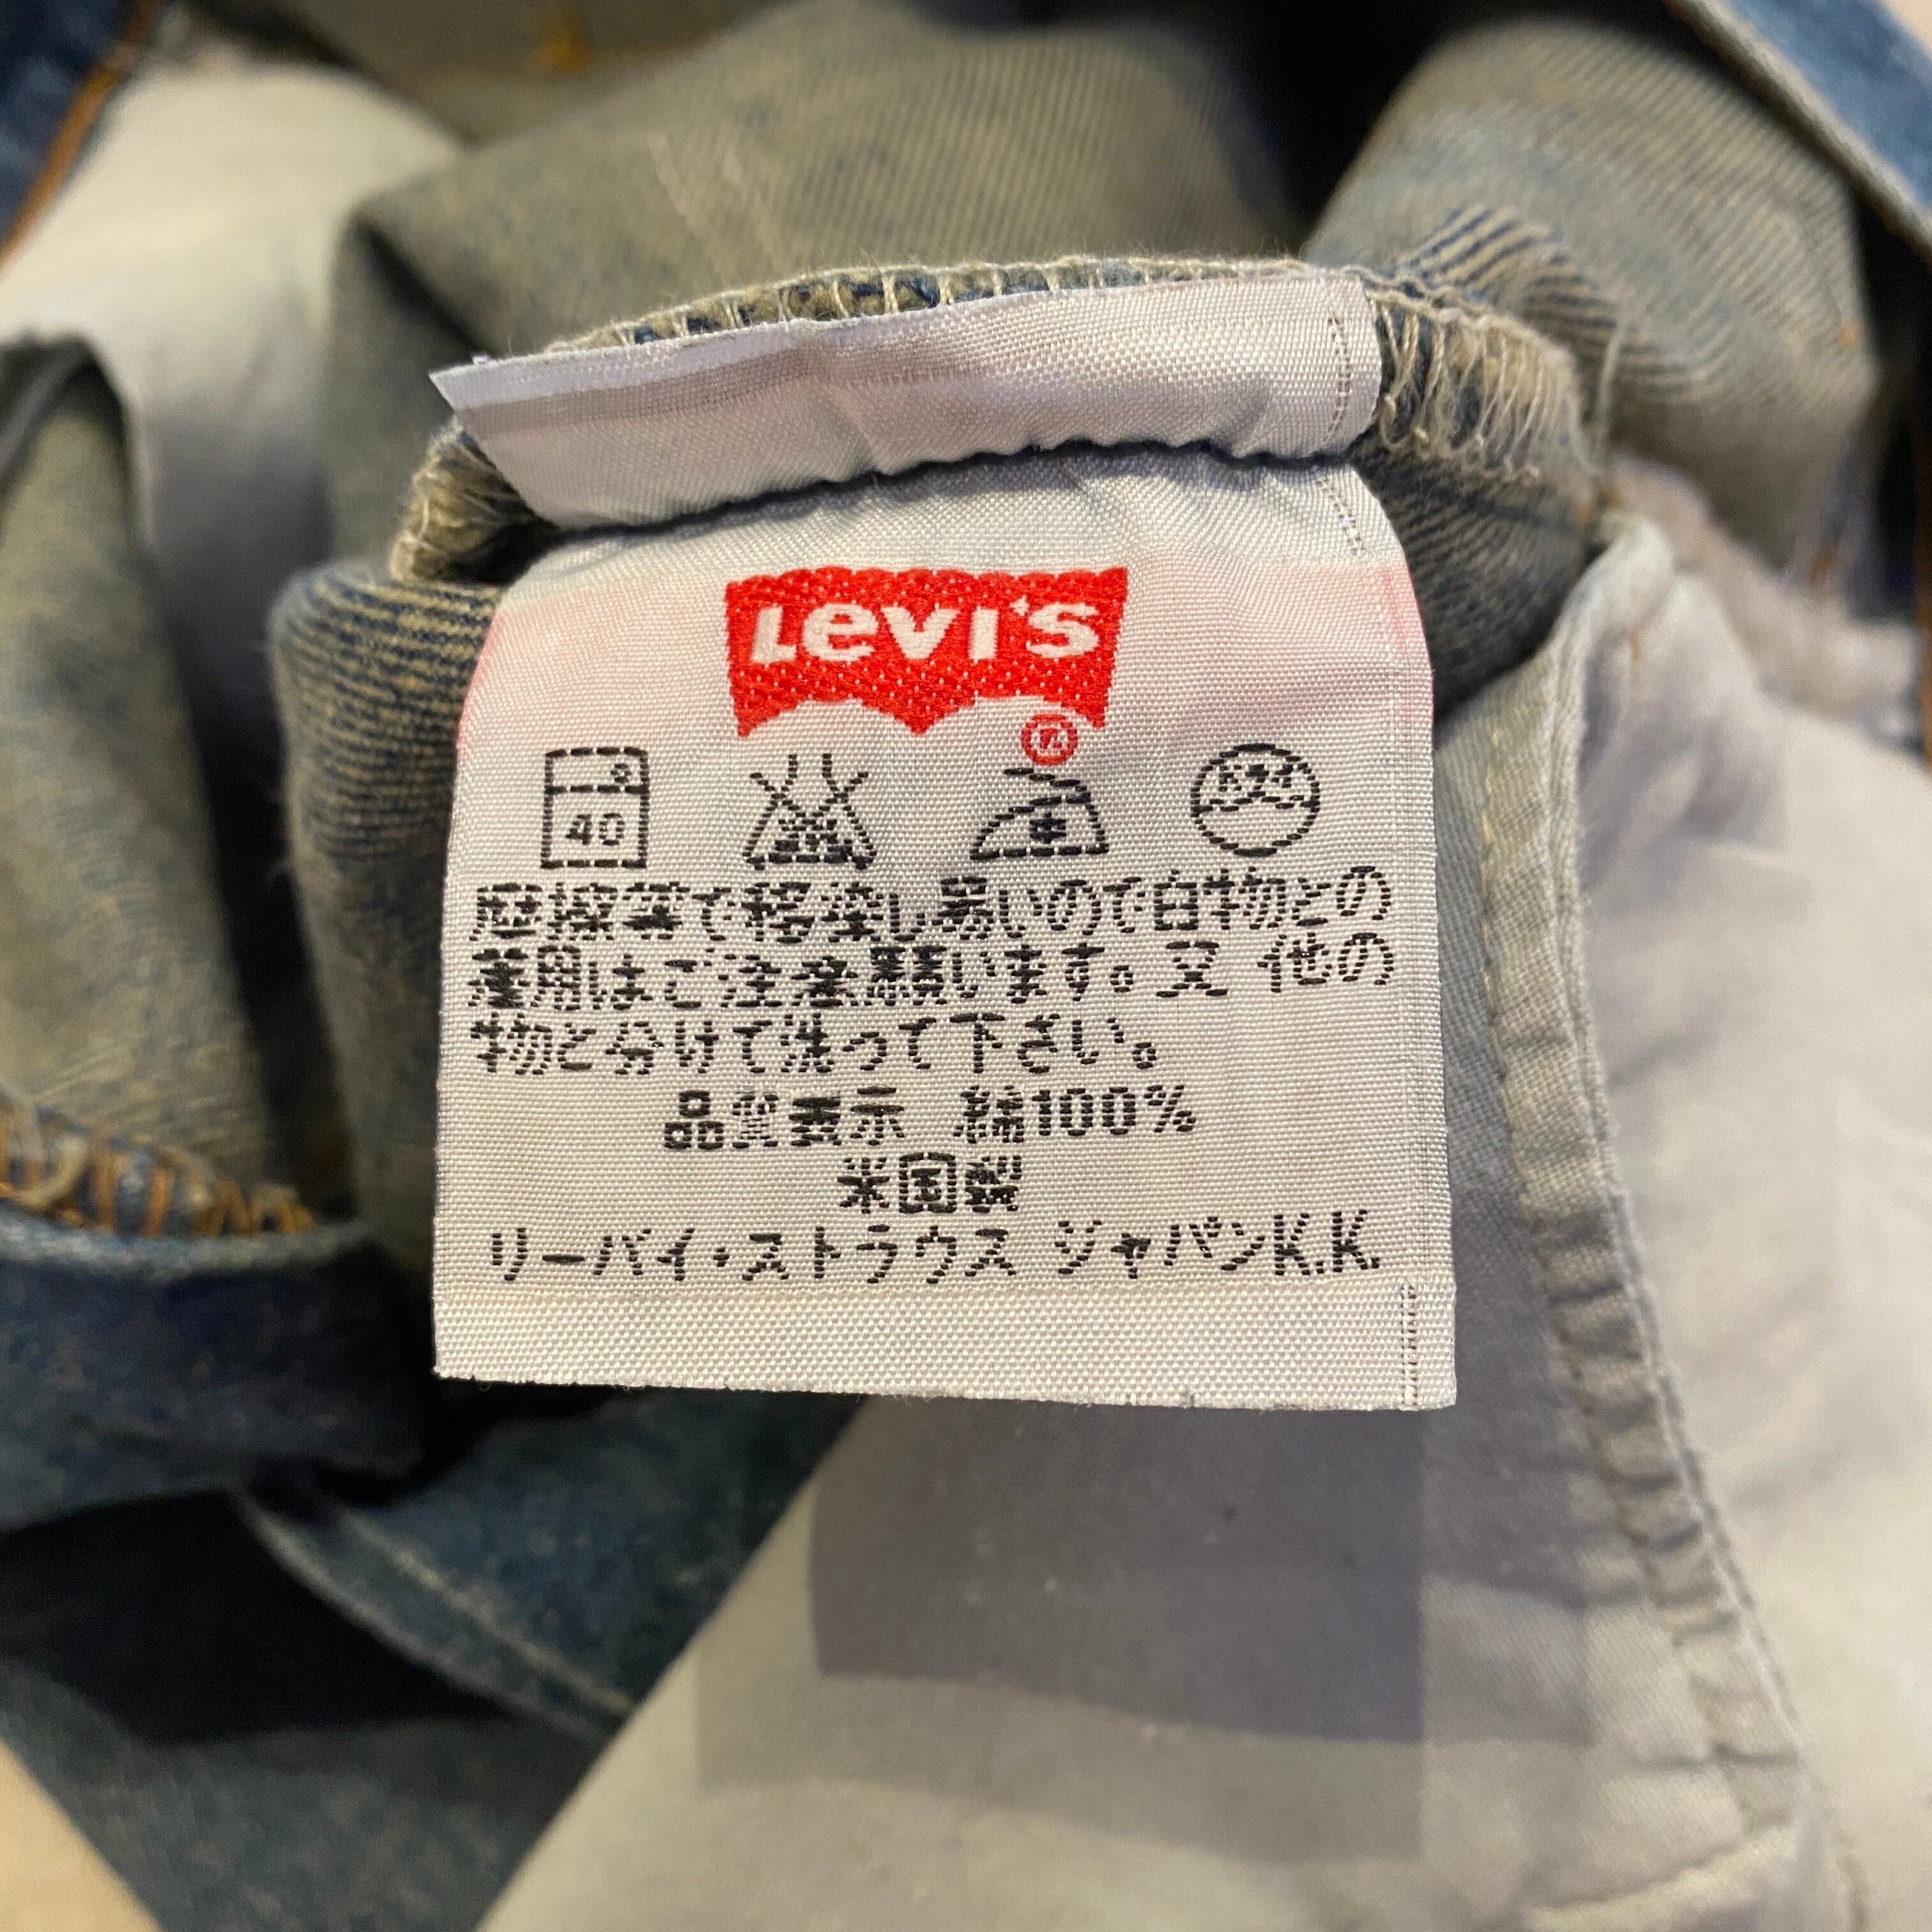 Levi's
®
40
ドライ
摩擦等で移染し易いので白物との
着用はご注意願います。又 他の
物と分けて洗って下さい。
品質表示 綿100%
米国製
リーバイ・ストラウス ジャパンK.K.